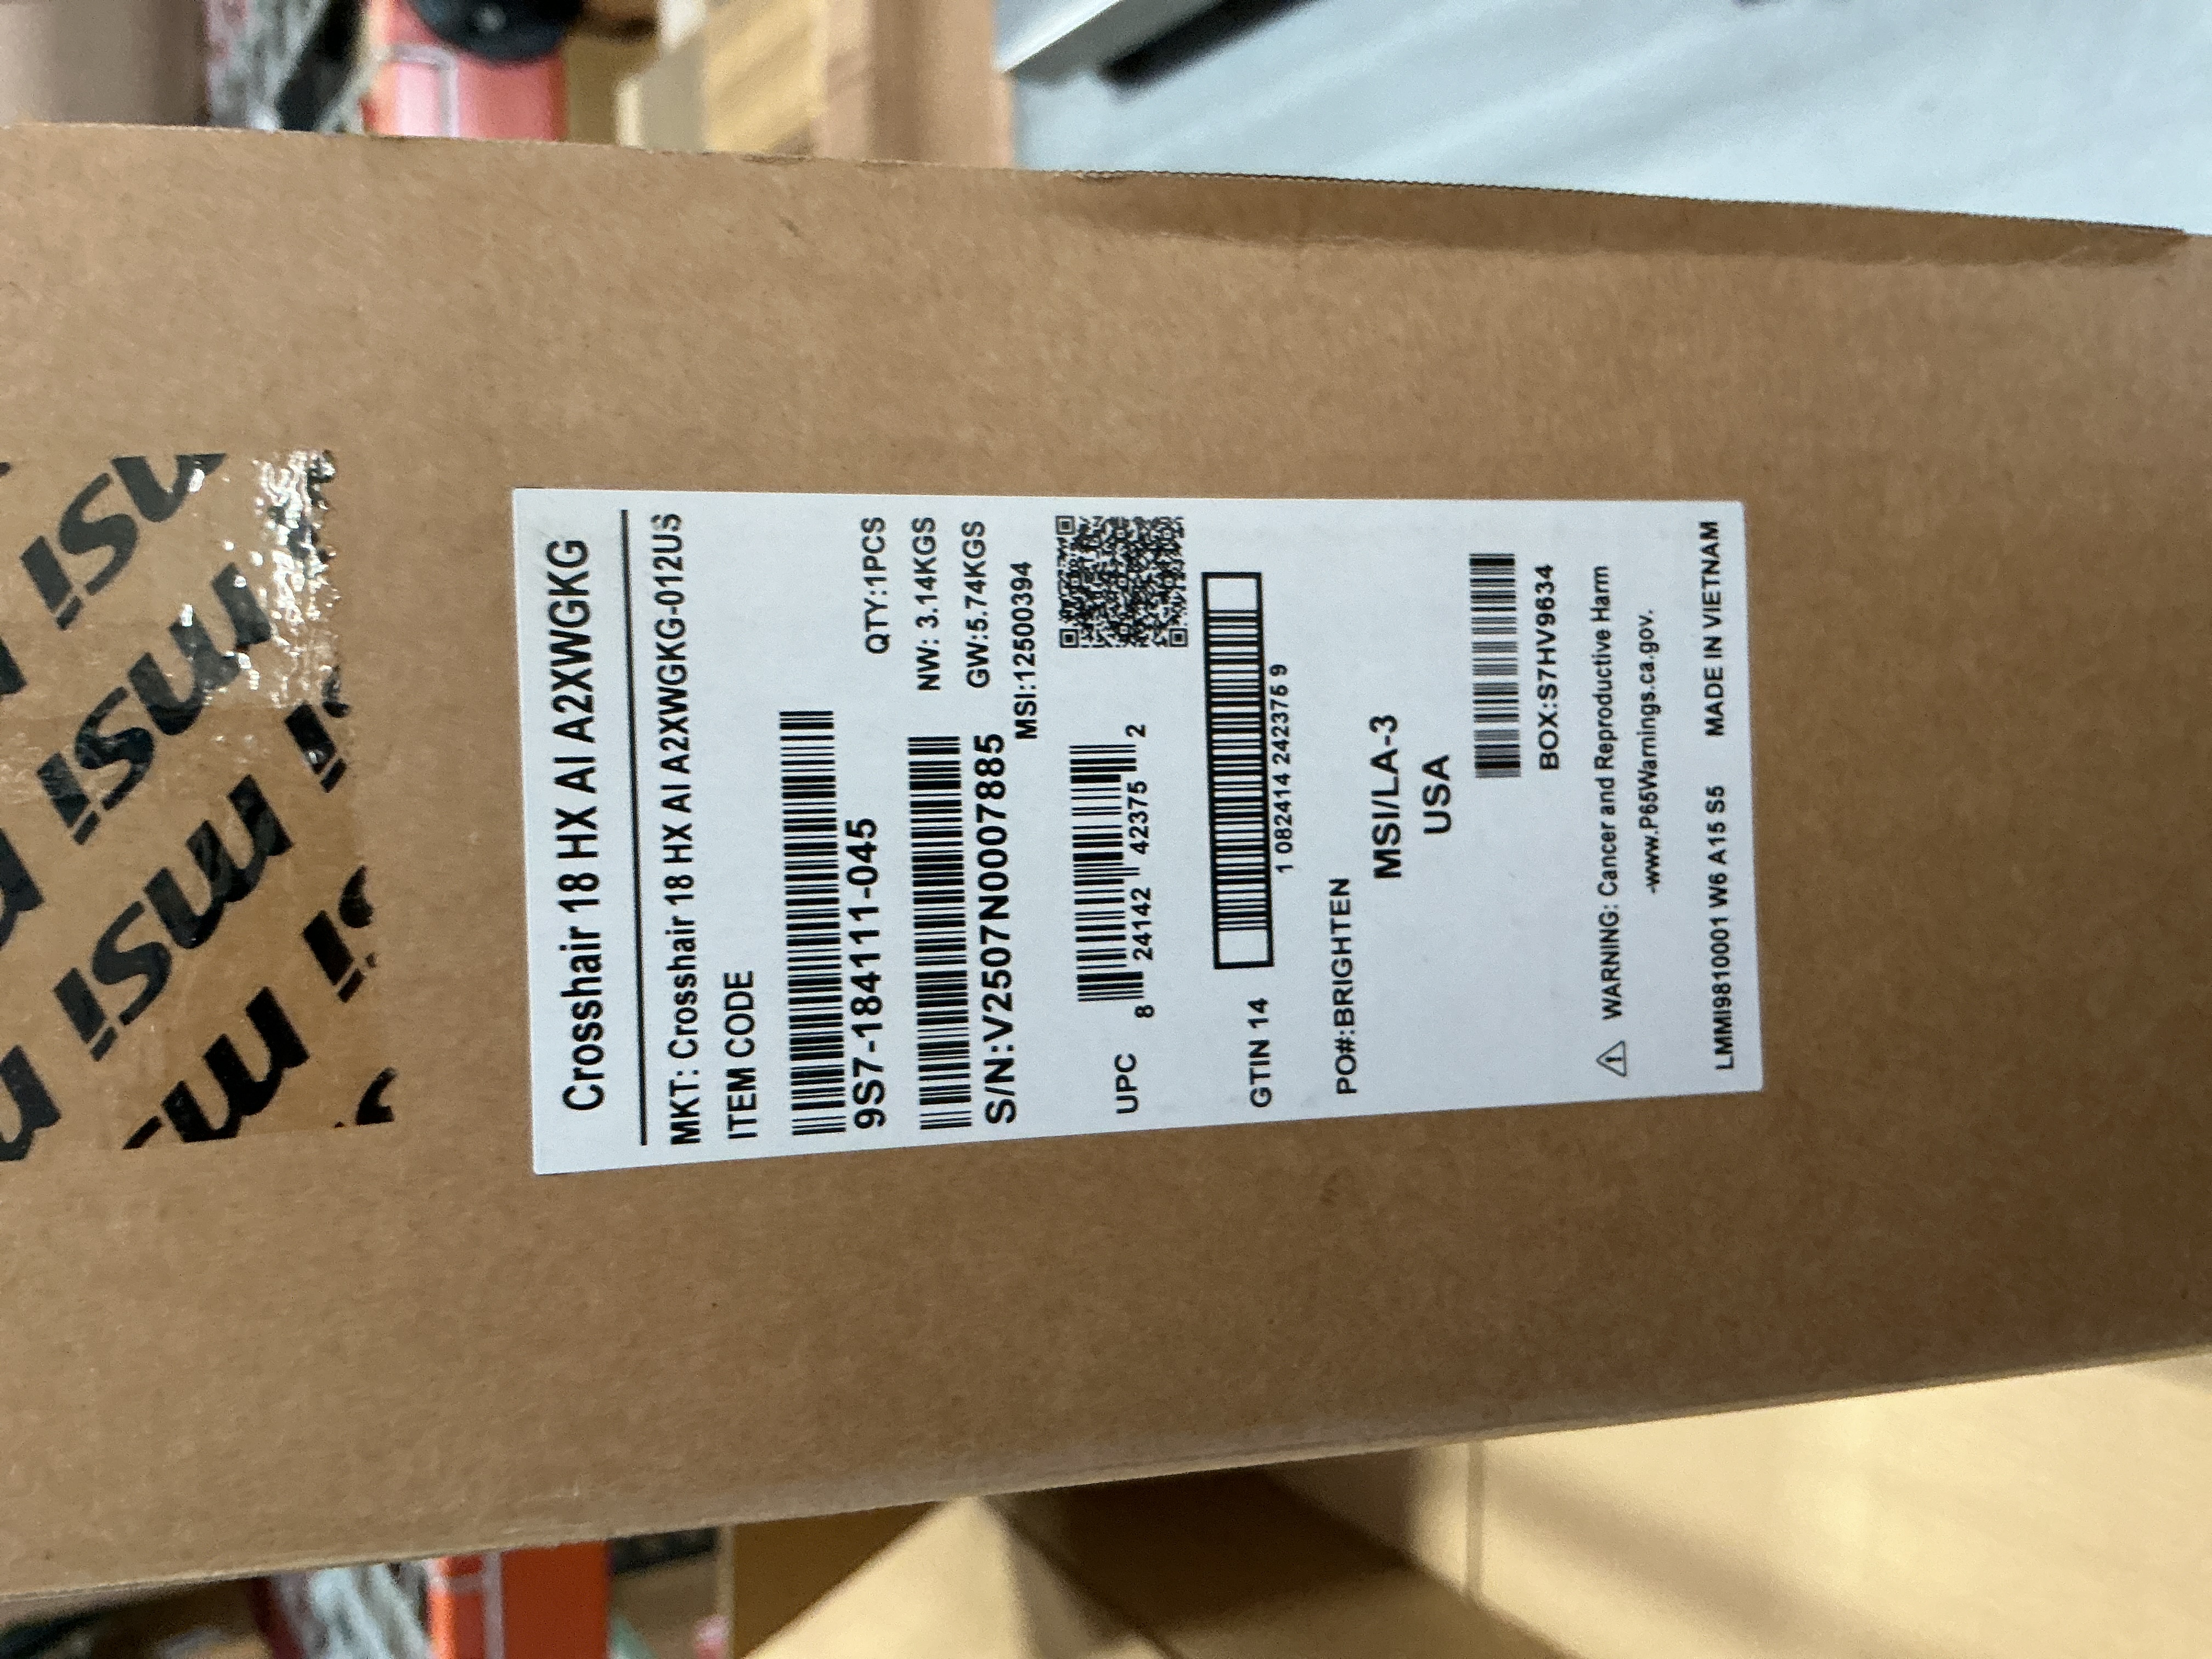 msi msi
msi
msi
Crosshair 18 HX AI A2XWGKG
MKT: Crosshair 18 HX AI A2XWGKG-012US
ITEM CODE
9S7-184111-045
QTY:1PCS
S/N:V2507N0007885
NW: 3.14KGS
GW:5.74KGS
MSI:12500394
UPC
8 24142 42375 2
GTIN 14
1 0824142423759
PO#:BRIGHTEN
MSI/LA-3
USA
BOX:S7HV9634
WARNING: Cancer and Reproductive Harm
-www.P65Warnings.ca.gov.
LMMI9810001 W6 A15 S5 MADE IN VIETNAM